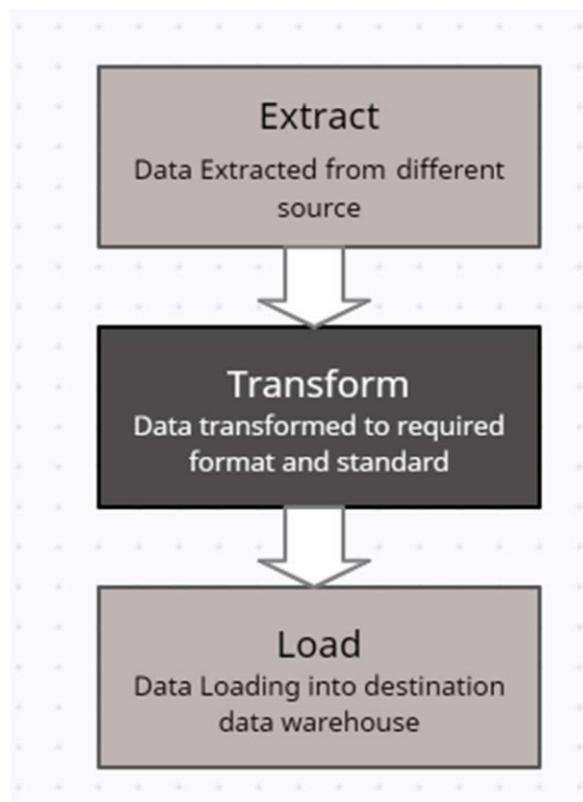 Extract
Data Extracted from different
source
Transform
Data transformed to required
format and standard
Load
Data Loading into destination
data warehouse